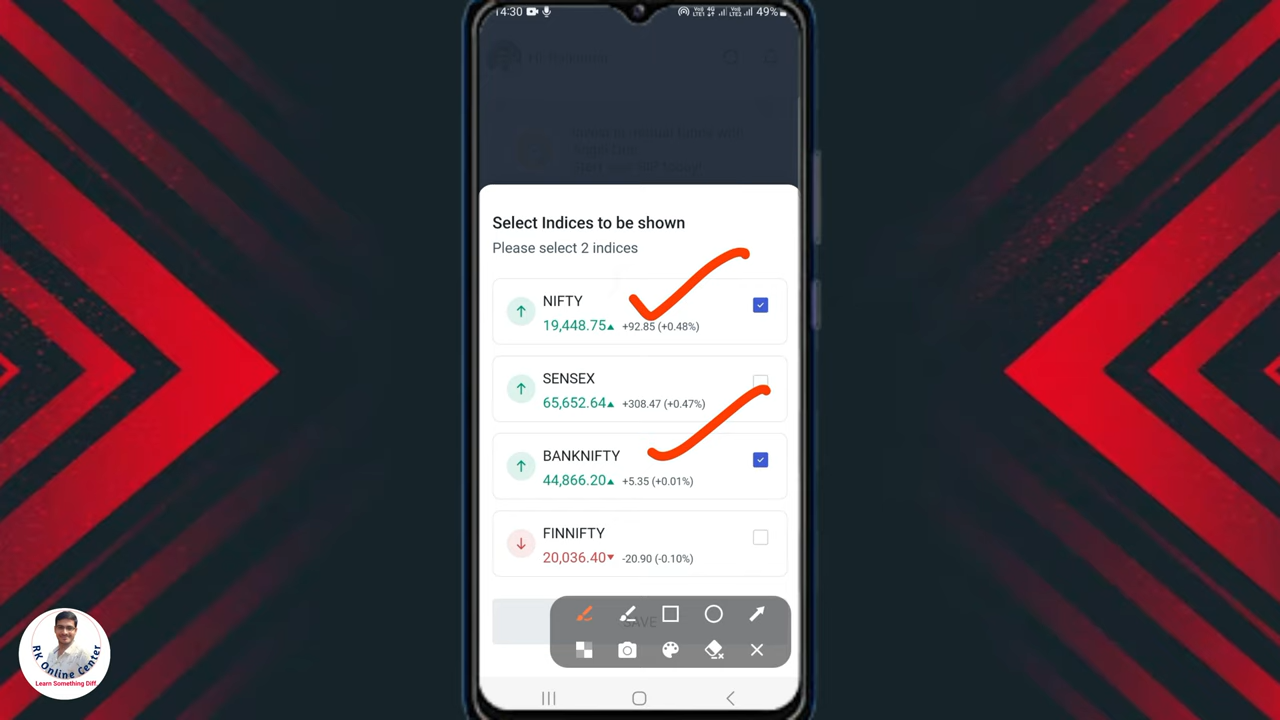 14:30
49%
Select Indices to be shown
Please select 2 indices
NIFTY
19,448.75 +92.85 (+0.48%)
SENSEX
65,652.64 +308.47 (+0.47%)
BANKNIFTY
44,866.20 +5.35 (+0.01%)
FINNIFTY
20,036.40 -20.90 (-0.10%)
SAVE
RK Online Center
Learn Something Diff